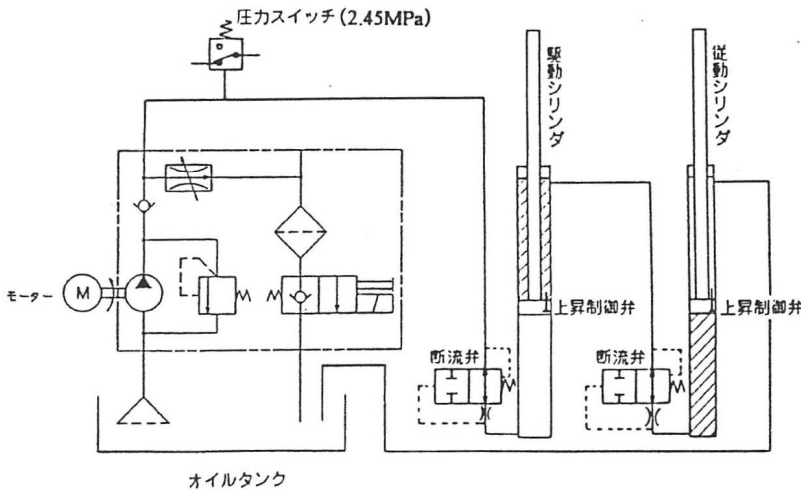 圧力スイッチ(2.45MPa)
駆動シリンダ
従動シリンダ
モーター
M
上昇制御弁
上昇制御弁
断流弁
断流弁
オイルタンク